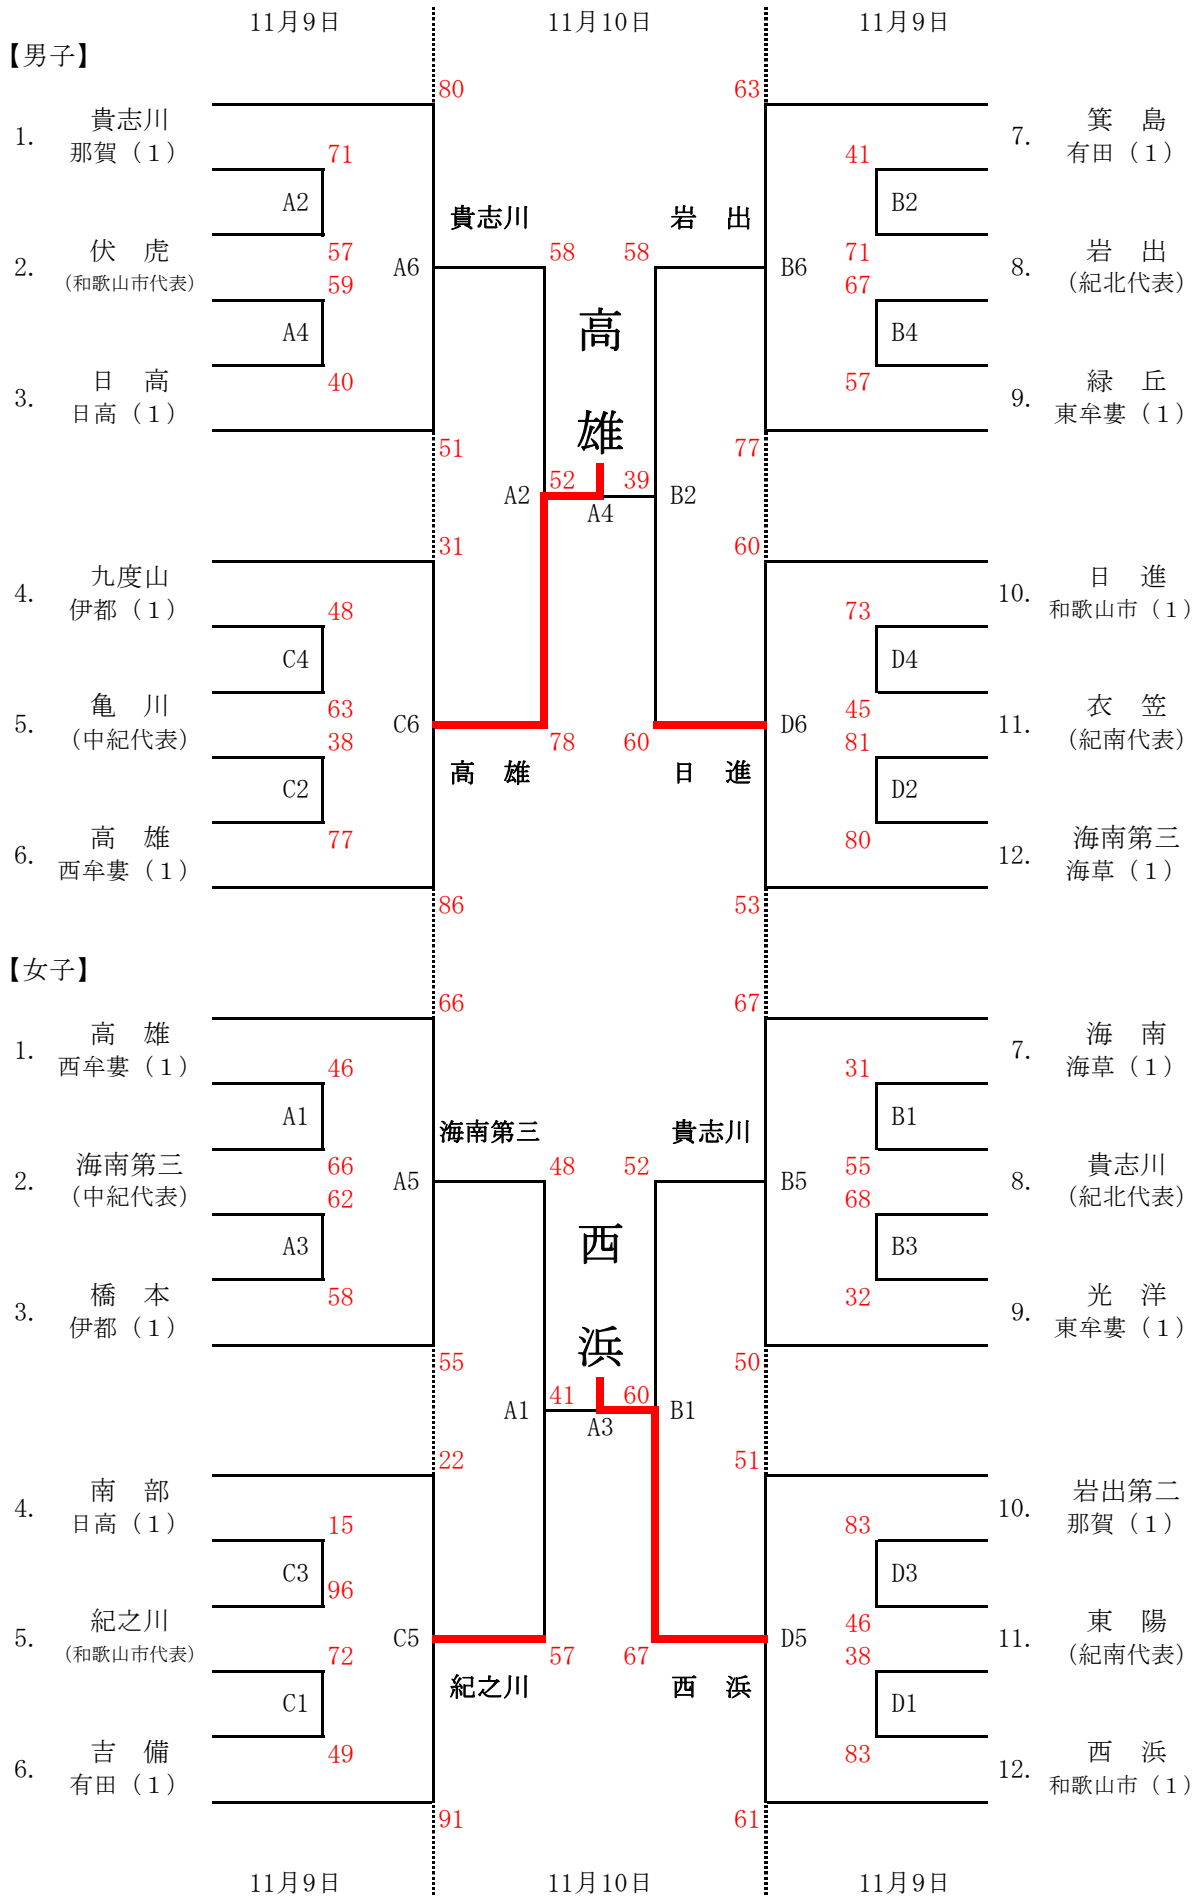 11月9日 11月10日 11月9日
【男子】
80 63
貴志川 箕 島
1. 7.
那賀（１） 71 41 有田（１）
A2 B2
貴志川 岩 出
伏 虎 57 58 58 71 岩 出
2. A6 B6 8.
(和歌山市代表) 59 67 (紀北代表)
高
A4 B4
日 高 40 57 緑 丘
3. 9.
日高（１） 東牟婁（１）
雄
51 77
52 39
A2 B2
A4
31 60
九度山 日 進
4. 10.
伊都（１） 48 73 和歌山市（１）
C4 D4
亀 川 63 45 衣 笠
5. C6 D6 11.
(中紀代表) 38 78 60 81 (紀南代表)
高 雄 日 進
C2 D2
高 雄 77 80 海南第三
6. 12.
西牟婁（１） 海草（１）
86 53
【女子】
66 67
高 雄 海 南
1. 7.
西牟婁（１） 46 31 海草（１）
A1 B1
海南第三 貴志川
海南第三 66 48 52 55 貴志川
2. A5 B5 8.
(中紀代表) 62 68 (紀北代表)
西
A3 B3
橋 本 58 32 光 洋
3. 9.
伊都（１） 東牟婁（１）
浜
55 50
41 60
A1 B1
A3
22 51
南 部 岩出第二
4. 10.
日高（１） 15 83 那賀（１）
C3 D3
96
紀之川 46 東 陽
5. C5 D5 11.
(和歌山市代表) 72 57 67 38 (紀南代表)
紀之川 西 浜
C1 D1
吉 備 49 83 西 浜
6. 12.
有田（１） 和歌山市（１）
91 61
11月9日 11月10日 11月9日